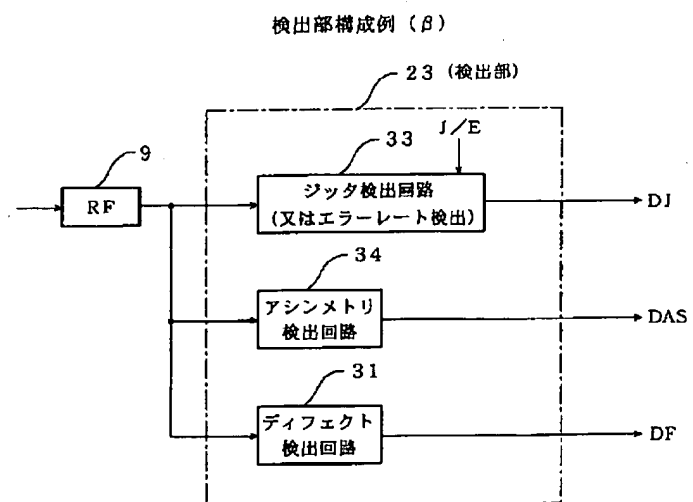 検出部構成例（β）
23（検出部）
J／E
33
9
RF
ジッタ検出回路
（又はエラーレート検出）
DJ
34
アシンメトリ
検出回路
DAS
31
ディフェクト
検出回路
DF